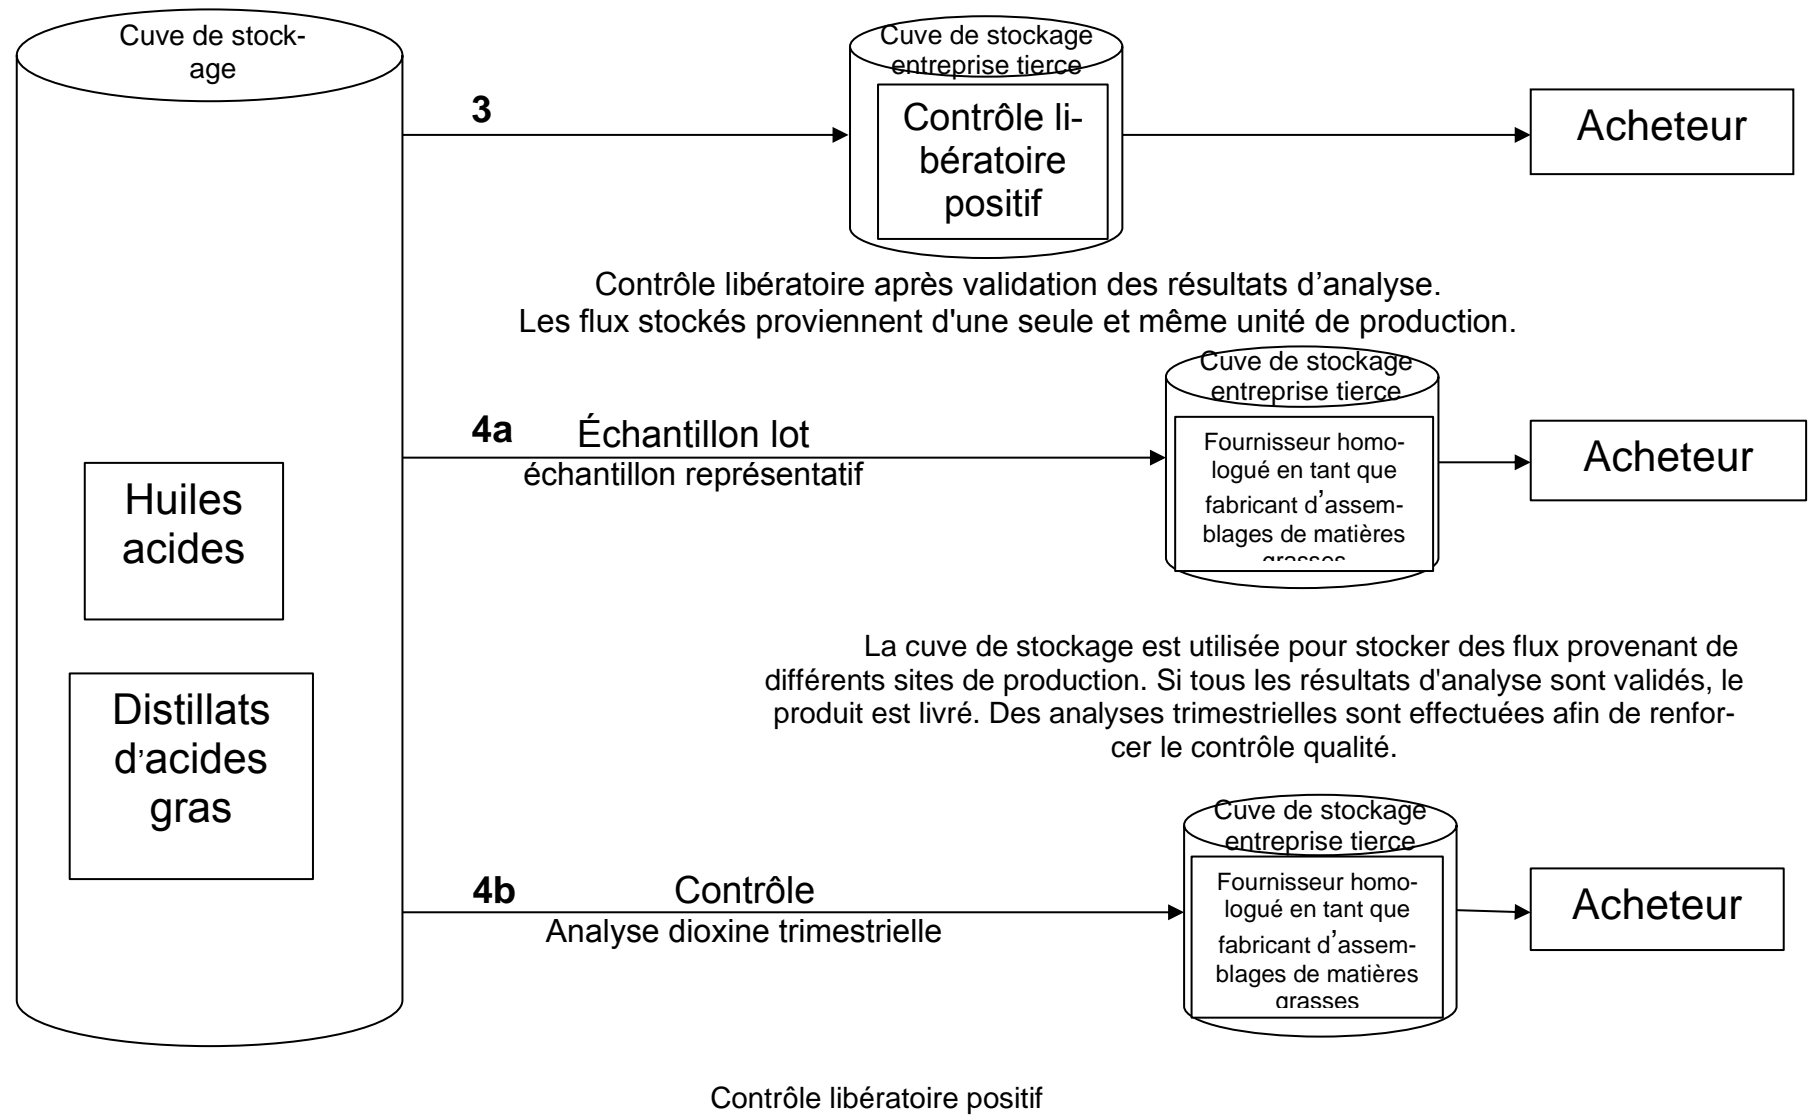 Cuve de stock-
age
Huiles
acides
Distillats
d’acides
gras
3
Cuve de stockage
entreprise tierce
Contrôle li-
bératoire
positif
Acheteur
Contrôle libératoire après validation des résultats d’analyse.
Les flux stockés proviennent d'une seule et même unité de production.
4a
Échantillon lot
échantillon représentatif
Cuve de stockage
entreprise tierce
Fournisseur homo-
logué en tant que
fabricant d’assem-
blages de matières
grasses
Acheteur
La cuve de stockage est utilisée pour stocker des flux provenant de
différents sites de production. Si tous les résultats d'analyse sont validés, le
produit est livré. Des analyses trimestrielles sont effectuées afin de renfor-
cer le contrôle qualité.
4b
Contrôle
Analyse dioxine trimestrielle
Cuve de stockage
entreprise tierce
Fournisseur homo-
logué en tant que
fabricant d’assem-
blages de matières
grasses
Acheteur
Contrôle libératoire positif